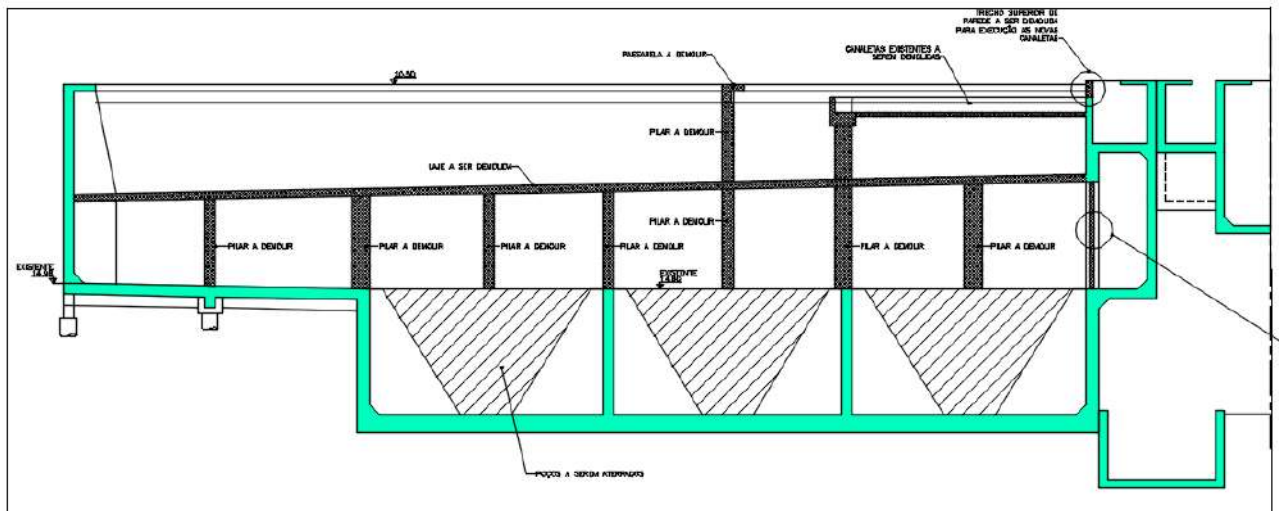 TRECHO SUPERIOR DE
PAREDE A SER DEMOLIDA
PARA EXECUÇÃO AS NOVAS
CANALETAS
CANALETAS EXISTENTES A
SEREM DEMOLIDAS
PASSARELA A DEMOLIR
PILAR A DEMOLIR
LAJE A SER DEMOLIDA
PILAR A DEMOLIR
PILAR A DEMOLIR
PILAR A DEMOLIR
PILAR A DEMOLIR
PILAR A DEMOLIR
PILAR A DEMOLIR
PILAR A DEMOLIR
EXISTENTE
EXISTENTE
POÇOS A SEREM ATERRADOS